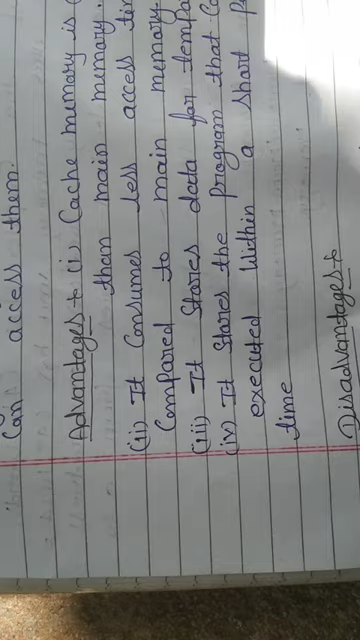 Can access them.
Advantages → (i) Cache memory is
than main memory.
(ii) It Consumes less access
Compared to main memory
(iii) It Stores data for
(iv) It Stores the program that
executed Within a short
time
Disadvantages →